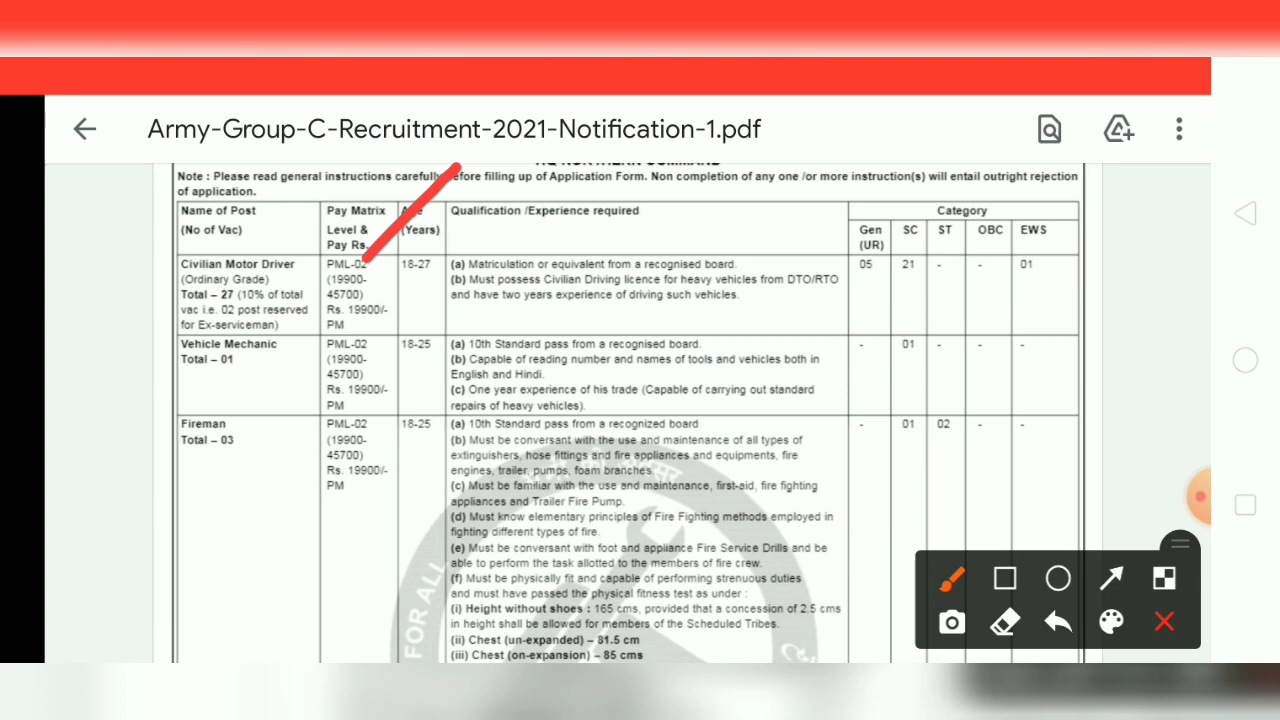 Army-Group-C-Recruitment-2021-Notification-1.pdf
HQ NORTHERN COMMAND
Note : Please read general instructions carefully before filling up of Application Form. Non completion of any one /or more instruction(s) will entail outright rejection
of application.
Name of Post
(No of Vac)
Pay Matrix
Level &
Pay Rs.
Age
(Years)
Qualification /Experience required
Category
Gen
(UR)
SC
ST
OBC
EWS
Civilian Motor Driver
(Ordinary Grade)
Total – 27 (10% of total
vac i.e. 02 post reserved
for Ex-serviceman)
PML-02
(19900-
45700)
Rs. 19900/-
PM
18-27
(a) Matriculation or equivalent from a recognised board.
(b) Must possess Civilian Driving licence for heavy vehicles from DTO/RTO
and have two years experience of driving such vehicles.
05
21
-
-
01
Vehicle Mechanic
Total – 01
PML-02
(19900-
45700)
Rs. 19900/-
PM
18-25
(a) 10th Standard pass from a recognised board.
(b) Capable of reading number and names of tools and vehicles both in
English and Hindi.
(c) One year experience of his trade (Capable of carrying out standard
repairs of heavy vehicles).
-
01
-
-
-
Fireman
Total – 03
PML-02
(19900-
45700)
Rs. 19900/-
PM
18-25
(a) 10th Standard pass from a recognized board
(b) Must be conversant with the use and maintenance of all types of
extinguishers, hose fittings and fire appliances and equipments, fire
engines, trailer, pumps, foam branches.
(c) Must be familiar with the use and maintenance, first-aid, fire fighting
appliances and Trailer Fire Pump.
(d) Must know elementary principles of Fire Fighting methods employed in
fighting different types of fire.
(e) Must be conversant with foot and appliance Fire Service Drills and be
able to perform the task allotted to the members of fire crew.
(f) Must be physically fit and capable of performing strenuous duties
and must have passed the physical fitness test as under :
(i) Height without shoes : 165 cms, provided that a concession of 2.5 cms
in height shall be allowed for members of the Scheduled Tribes.
(ii) Chest (un-expanded) – 81.5 cm
(iii) Chest (on-expansion) – 85 cms
-
01
02
-
-
FOR ALL